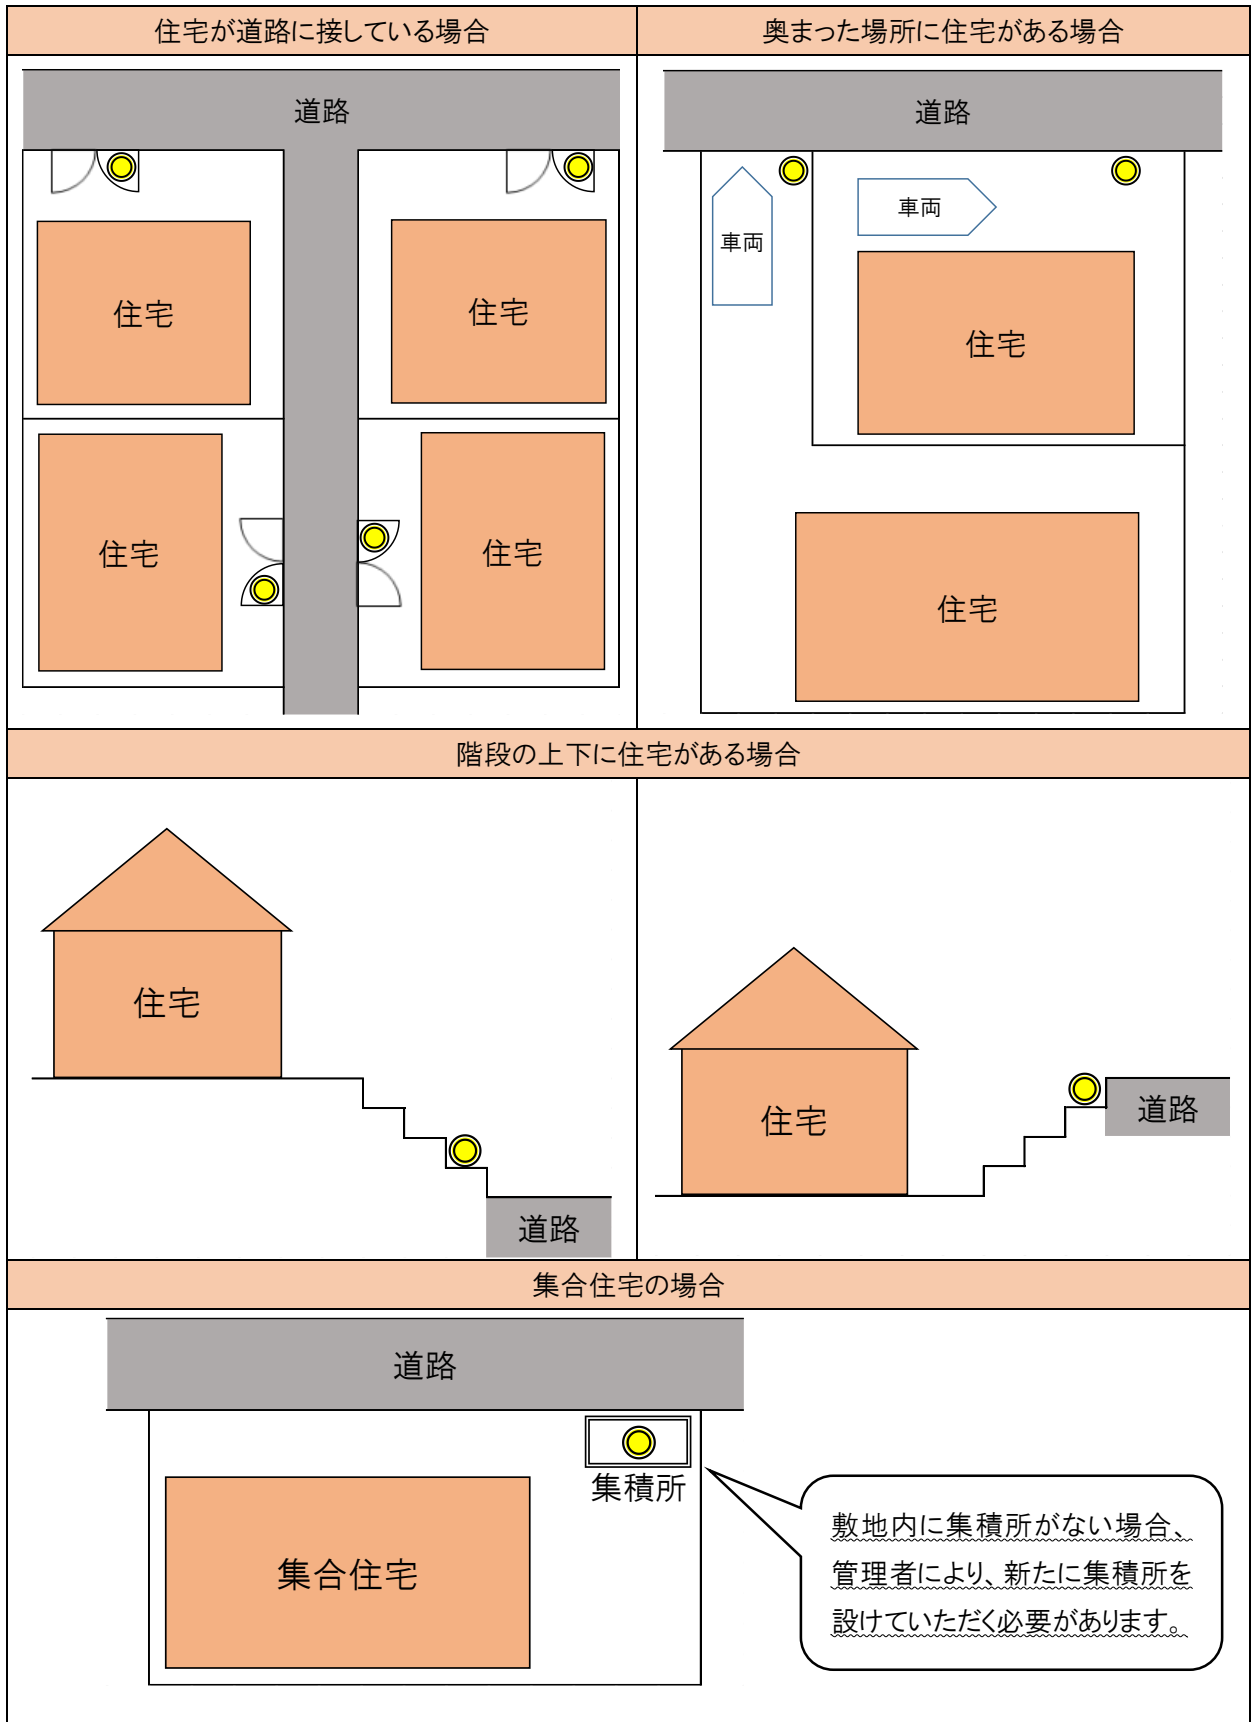 住宅が道路に接している場合
奥まった場所に住宅がある場合
道路
住宅
住宅
住宅
住宅
道路
車両
車両
住宅
住宅
階段の上下に住宅がある場合
住宅
道路
住宅
道路
集合住宅の場合
道路
集積所
集合住宅
敷地内に集積所がない場合、
管理者により、新たに集積所を
設けていただく必要があります。